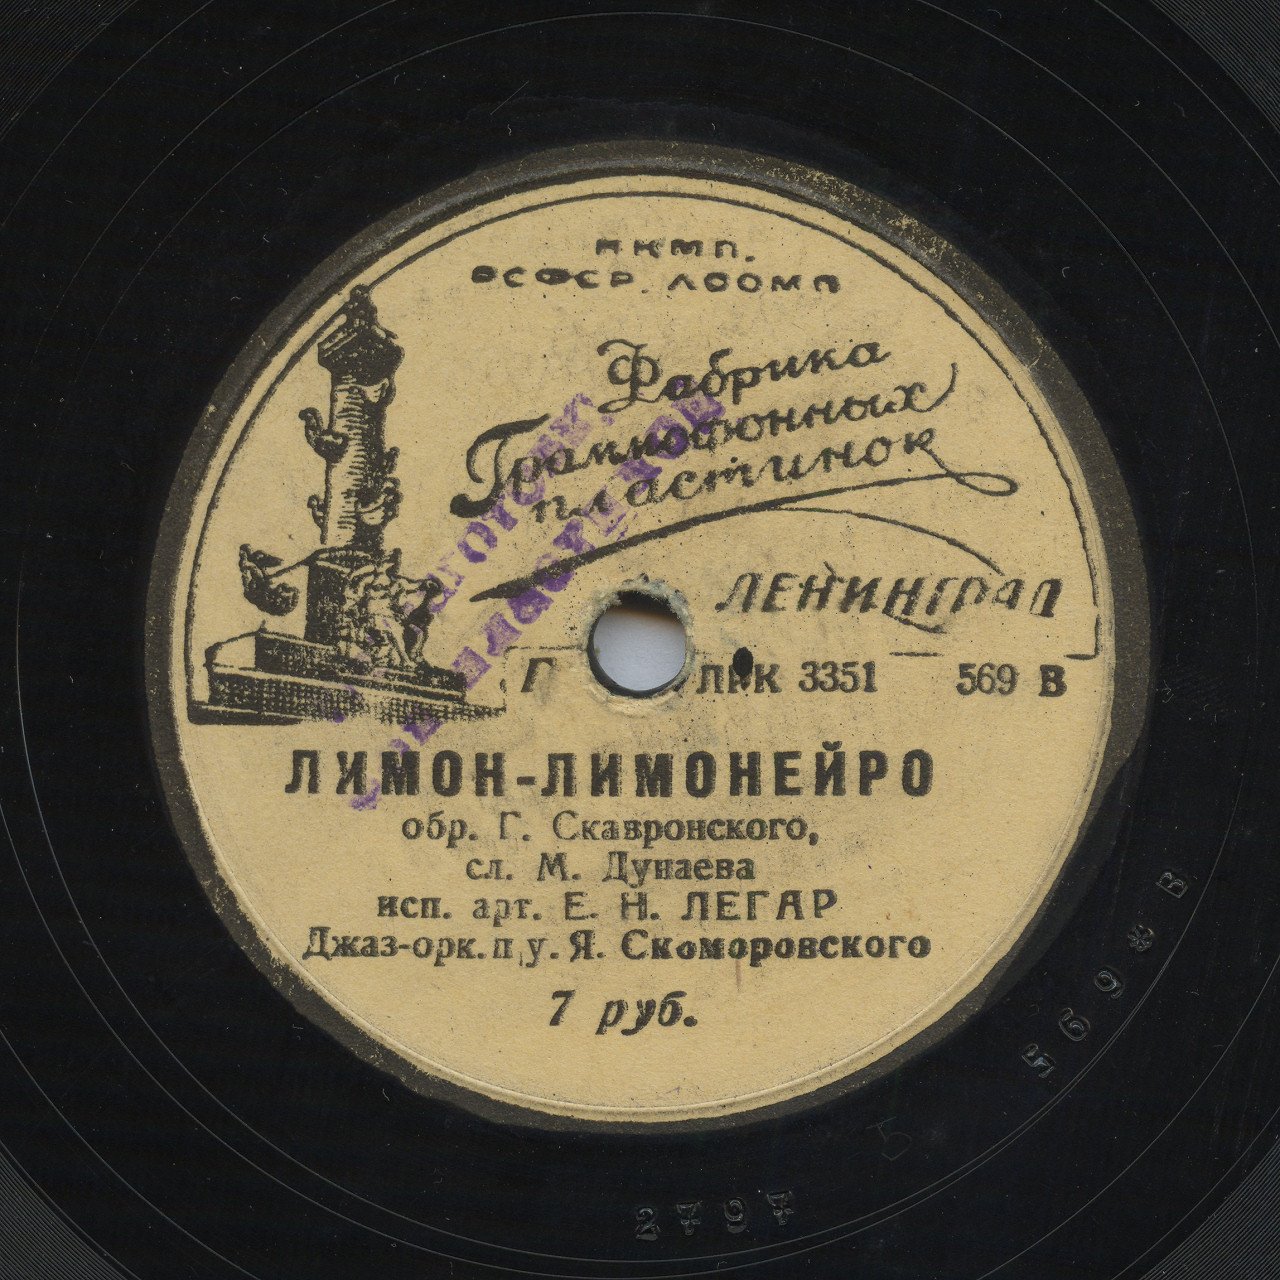 НКМП.
РСФСР. ЛООМП
Фабрика
Граммофонных
пластинок
ЛЕНИНГРАД
Г ЛРК 3351 569 В
ЛИМОН-ЛИМОНЕЙРО
обр. Г. Скавронского,
сл. М. Дунаева
исп. арт. Е. Н. ЛЕГАР
Джаз-орк. п/у. Я. Скоморовского
7 руб.
569 * В
2797